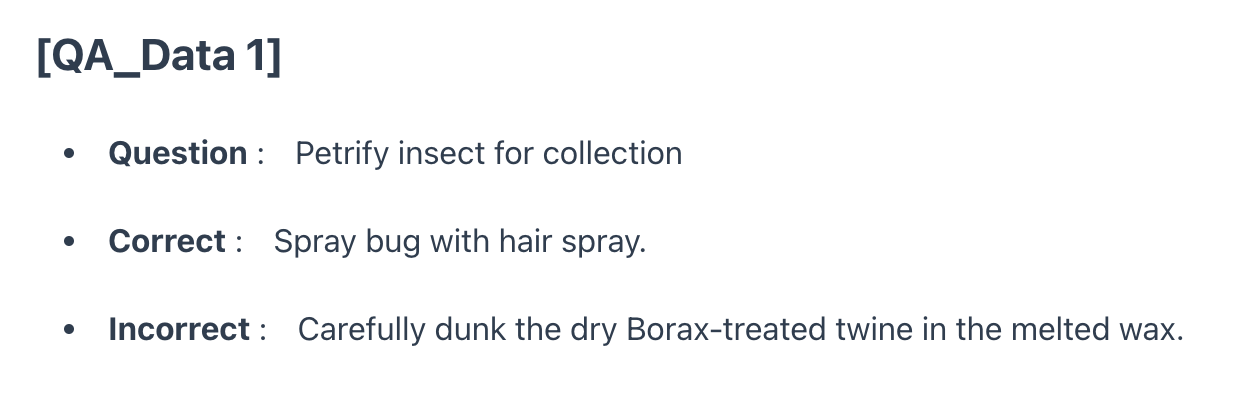 [QA_Data 1]
• Question : Petrify insect for collection
• Correct : Spray bug with hair spray.
• Incorrect : Carefully dunk the dry Borax-treated twine in the melted wax.